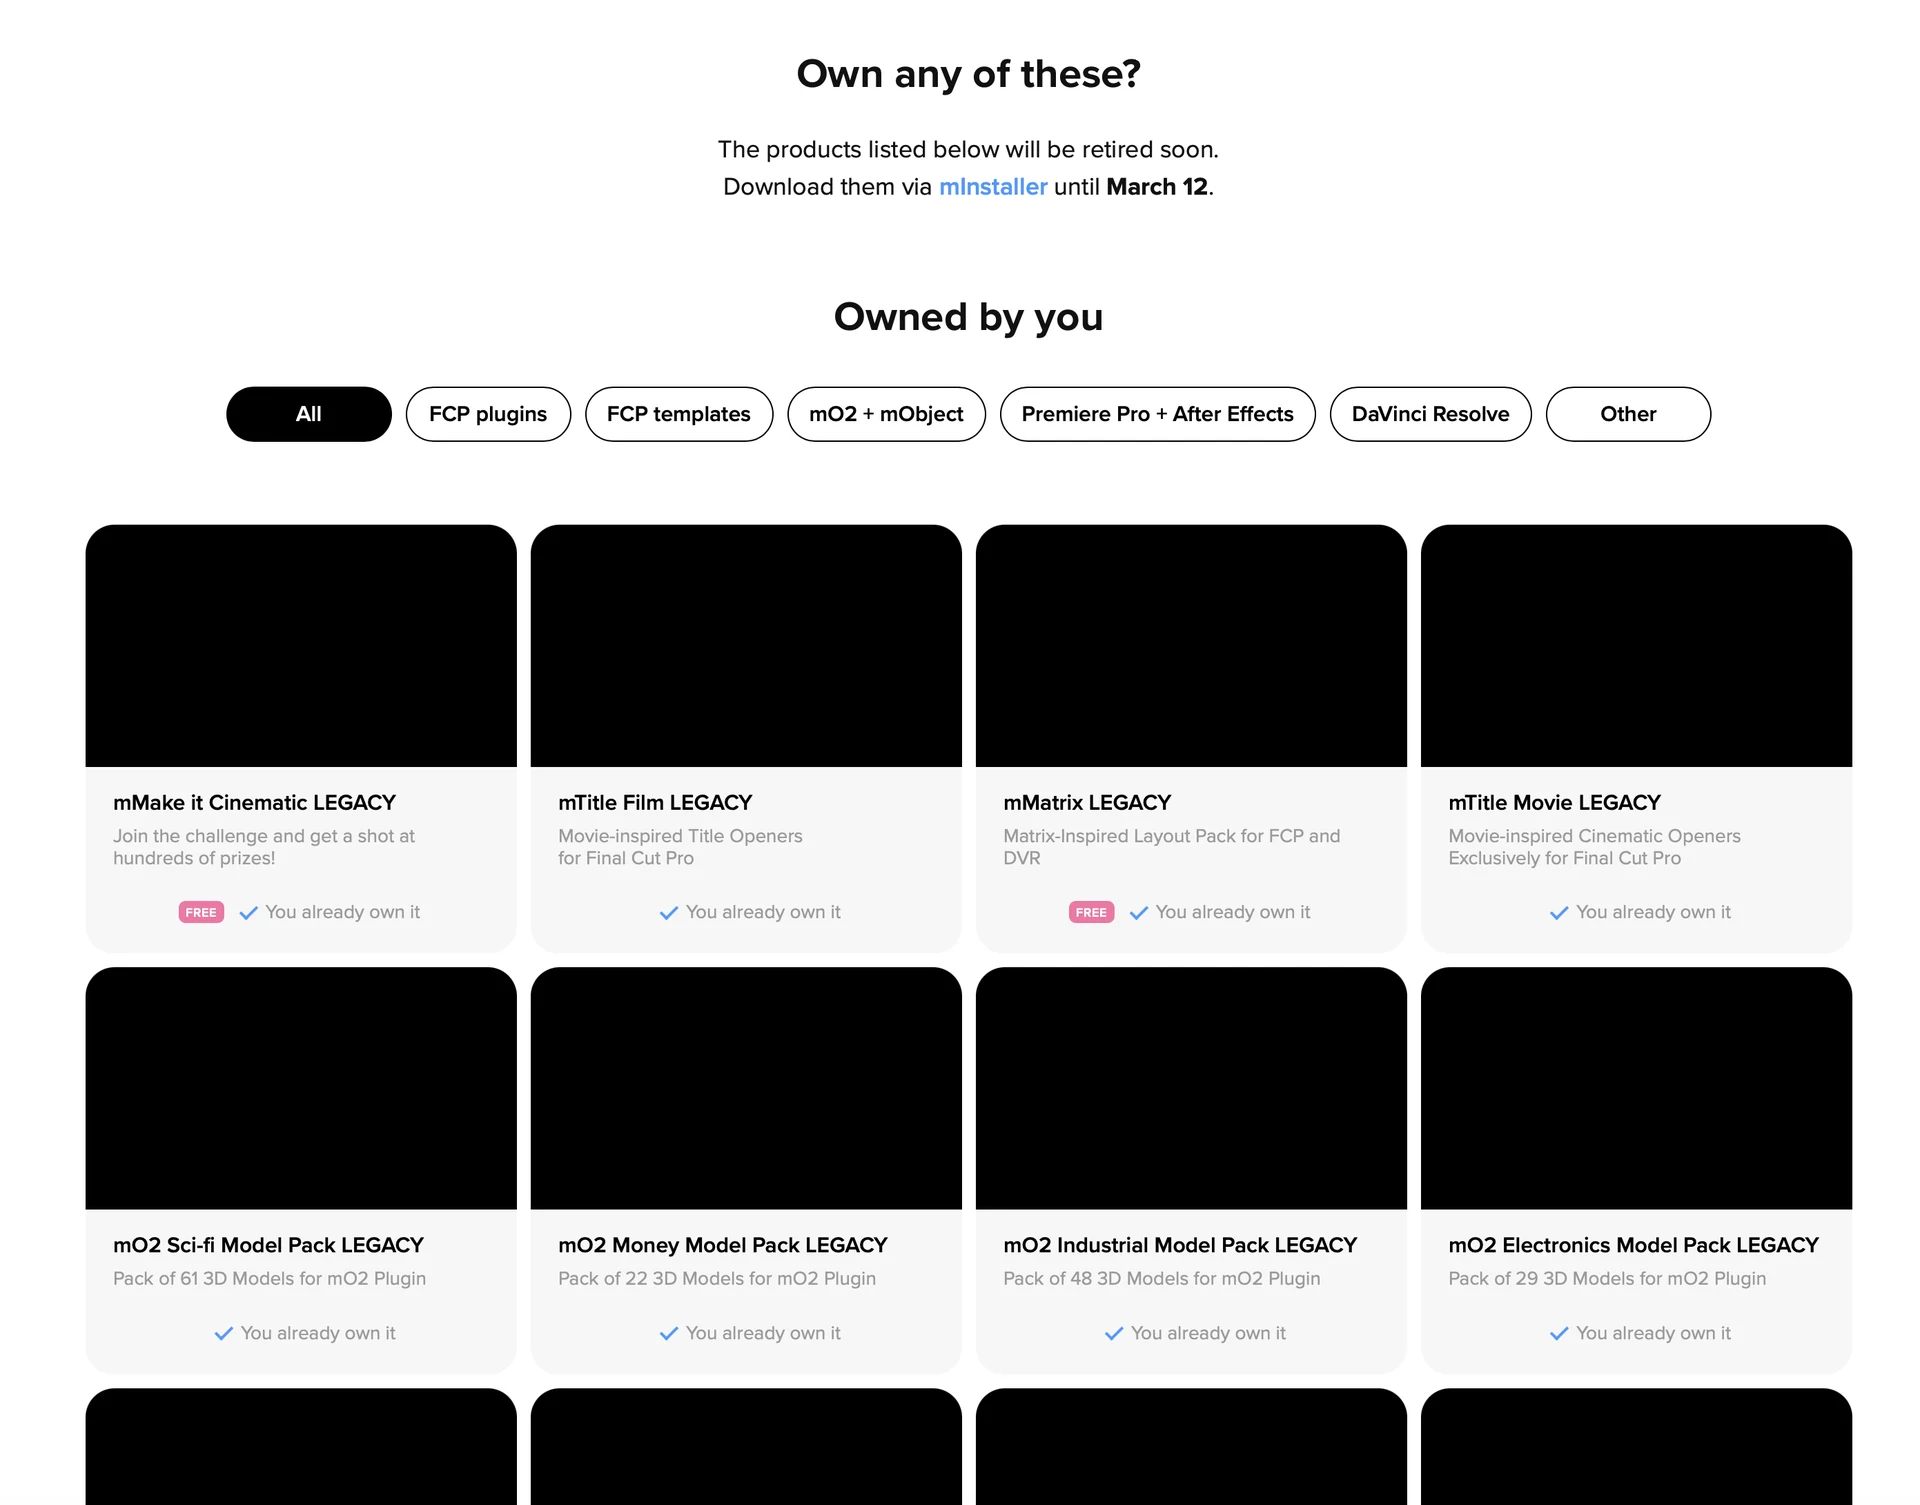 Own any of these?
The products listed below will be retired soon.
Download them via mInstaller until March 12.
Owned by you
All
FCP plugins
FCP templates
mO2 + mObject
Premiere Pro + After Effects
DaVinci Resolve
Other
mMake it Cinematic LEGACY
Join the challenge and get a shot at
hundreds of prizes!
FREE
You already own it
mTitle Film LEGACY
Movie-inspired Title Openers
for Final Cut Pro
You already own it
mMatrix LEGACY
Matrix-Inspired Layout Pack for FCP and
DVR
FREE
You already own it
mTitle Movie LEGACY
Movie-inspired Cinematic Openers
Exclusively for Final Cut Pro
You already own it
mO2 Sci-fi Model Pack LEGACY
Pack of 61 3D Models for mO2 Plugin
You already own it
mO2 Money Model Pack LEGACY
Pack of 22 3D Models for mO2 Plugin
You already own it
mO2 Industrial Model Pack LEGACY
Pack of 48 3D Models for mO2 Plugin
You already own it
mO2 Electronics Model Pack LEGACY
Pack of 29 3D Models for mO2 Plugin
You already own it